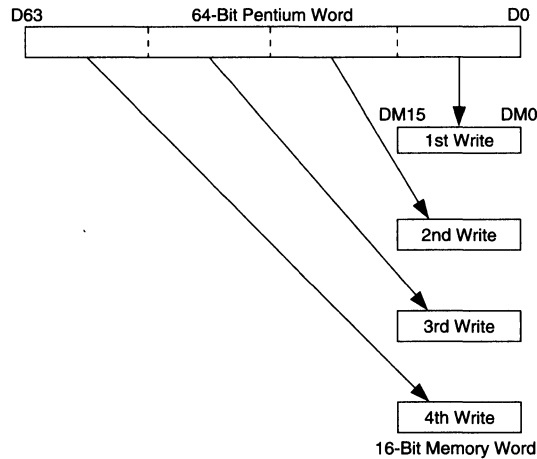 D63 64-Bit Pentium Word D0
DM15 DM0
1st Write
2nd Write
3rd Write
4th Write
16-Bit Memory Word